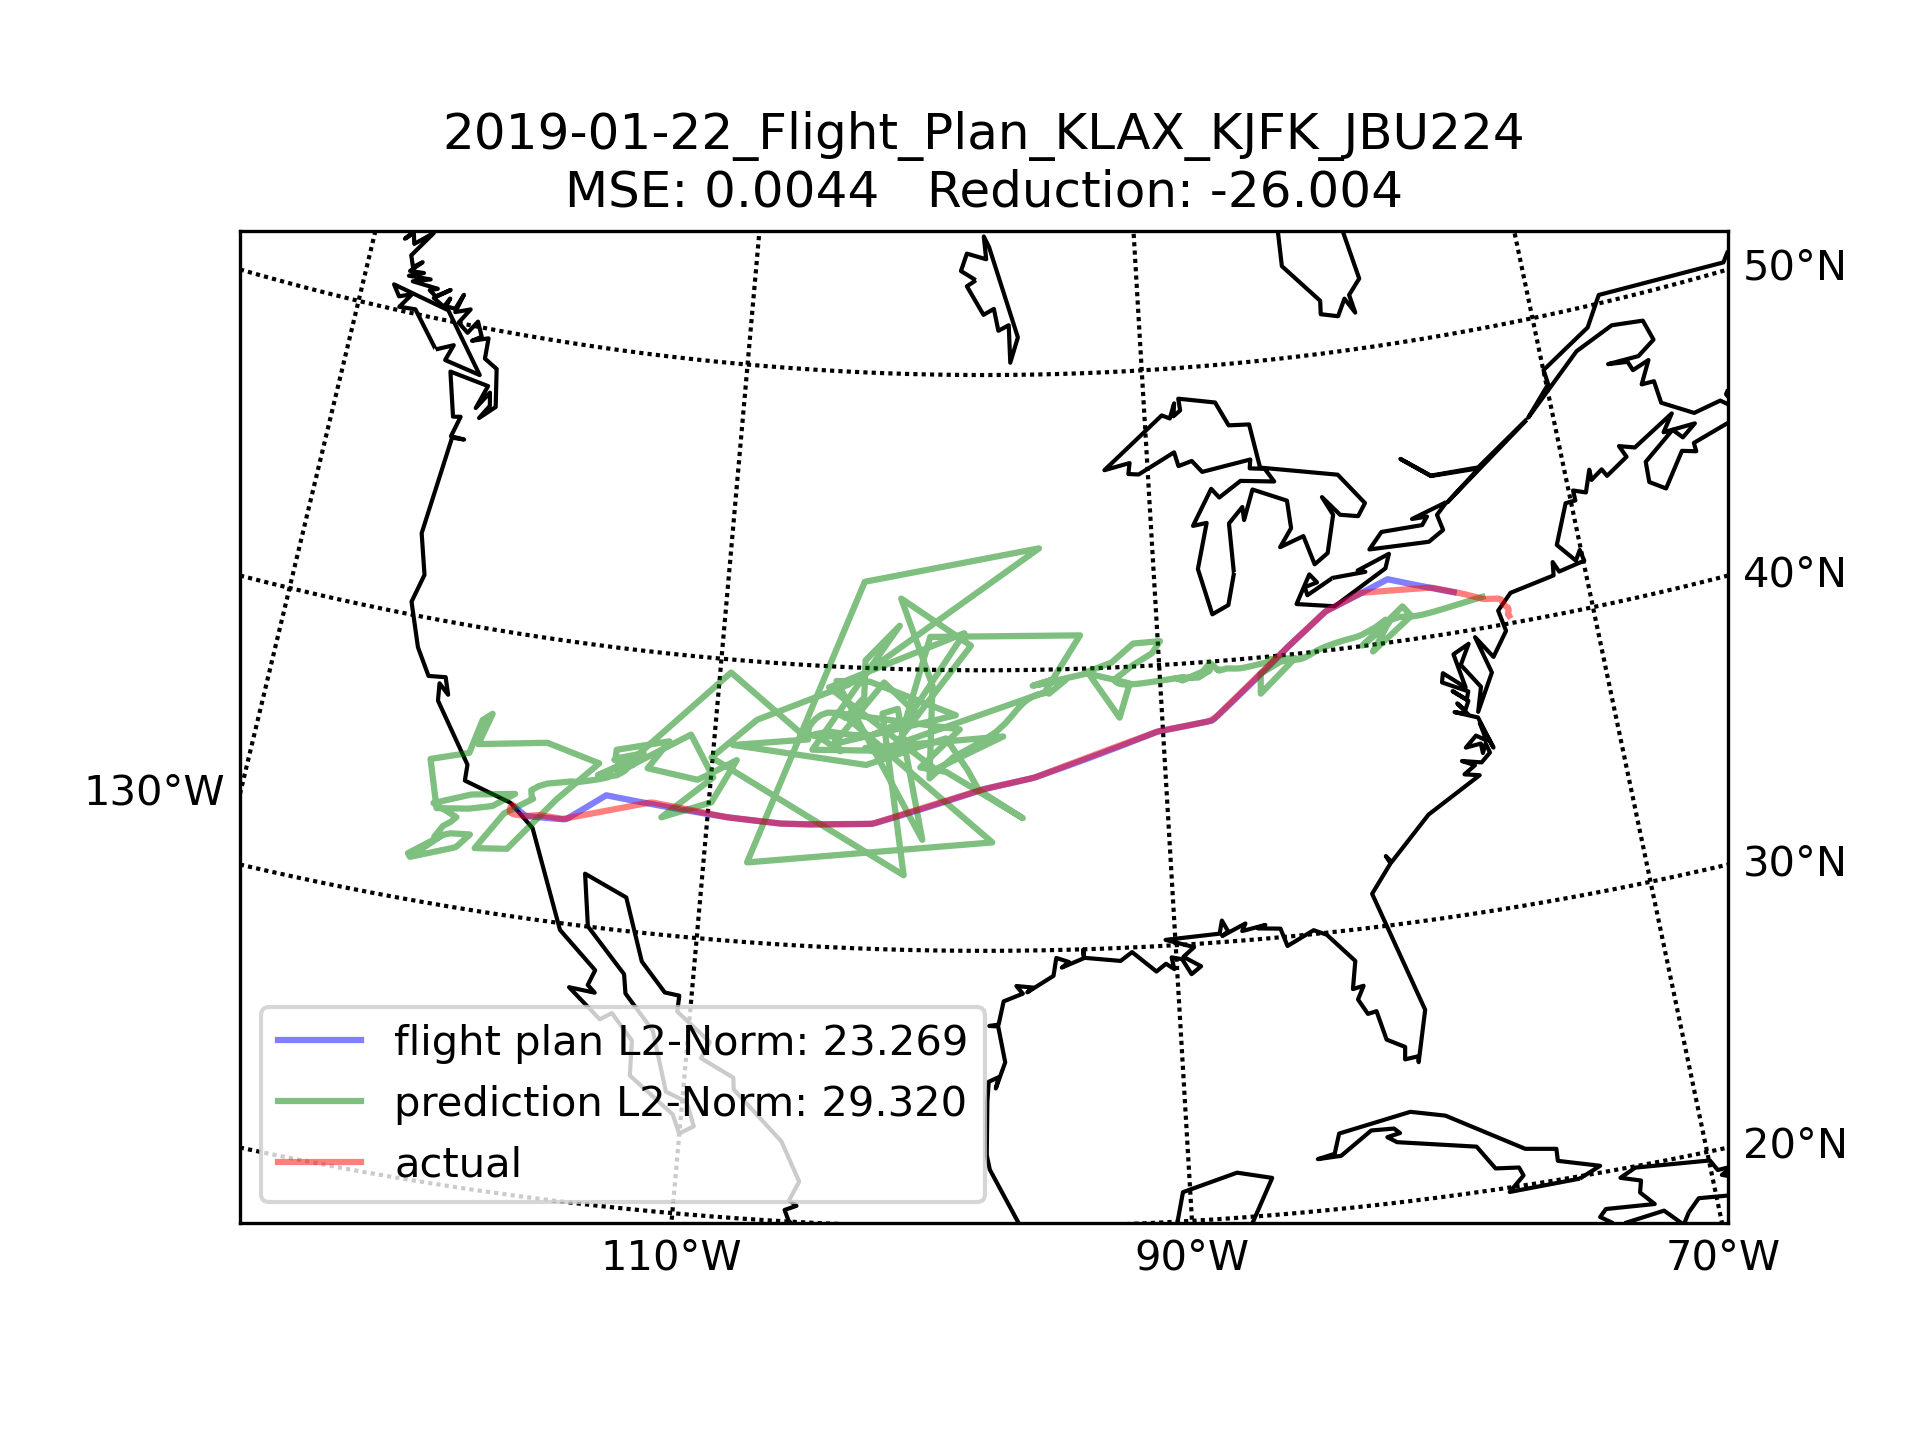 2019-01-22_Flight_Plan_KLAX_KJFK_JBU224
MSE: 0.0044   Reduction: -26.004
50°N
40°N
130°W
30°N
flight plan L2-Norm: 23.269
prediction L2-Norm: 29.320
20°N
actual
110°W
90°W
70°W